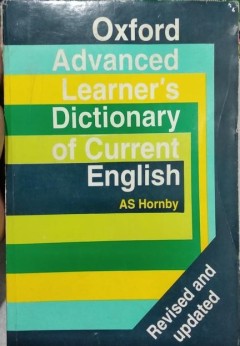 Oxford
Advanced
Learner's
Dictionary
of Current
English
AS Hornby
Revised and
updated